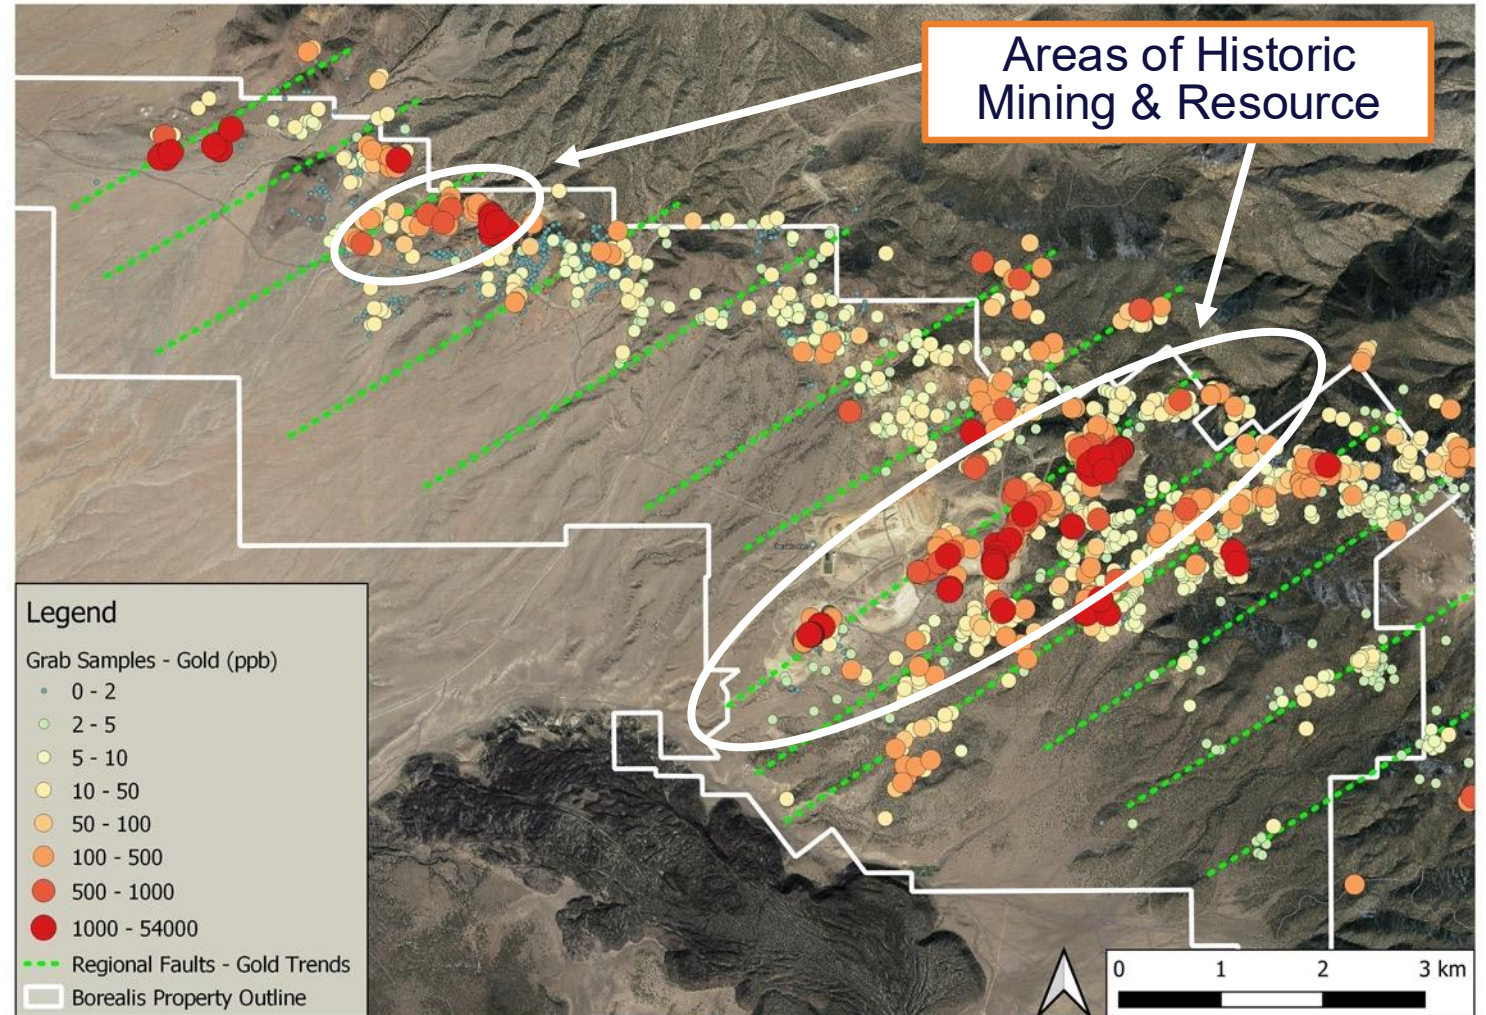 Areas of Historic
Mining & Resource
Legend
Grab Samples - Gold (ppb)
0 - 2
2 - 5
5 - 10
10 - 50
50 - 100
100 - 500
500 - 1000
1000 - 54000
Regional Faults - Gold Trends
Borealis Property Outline
0 1 2 3 km